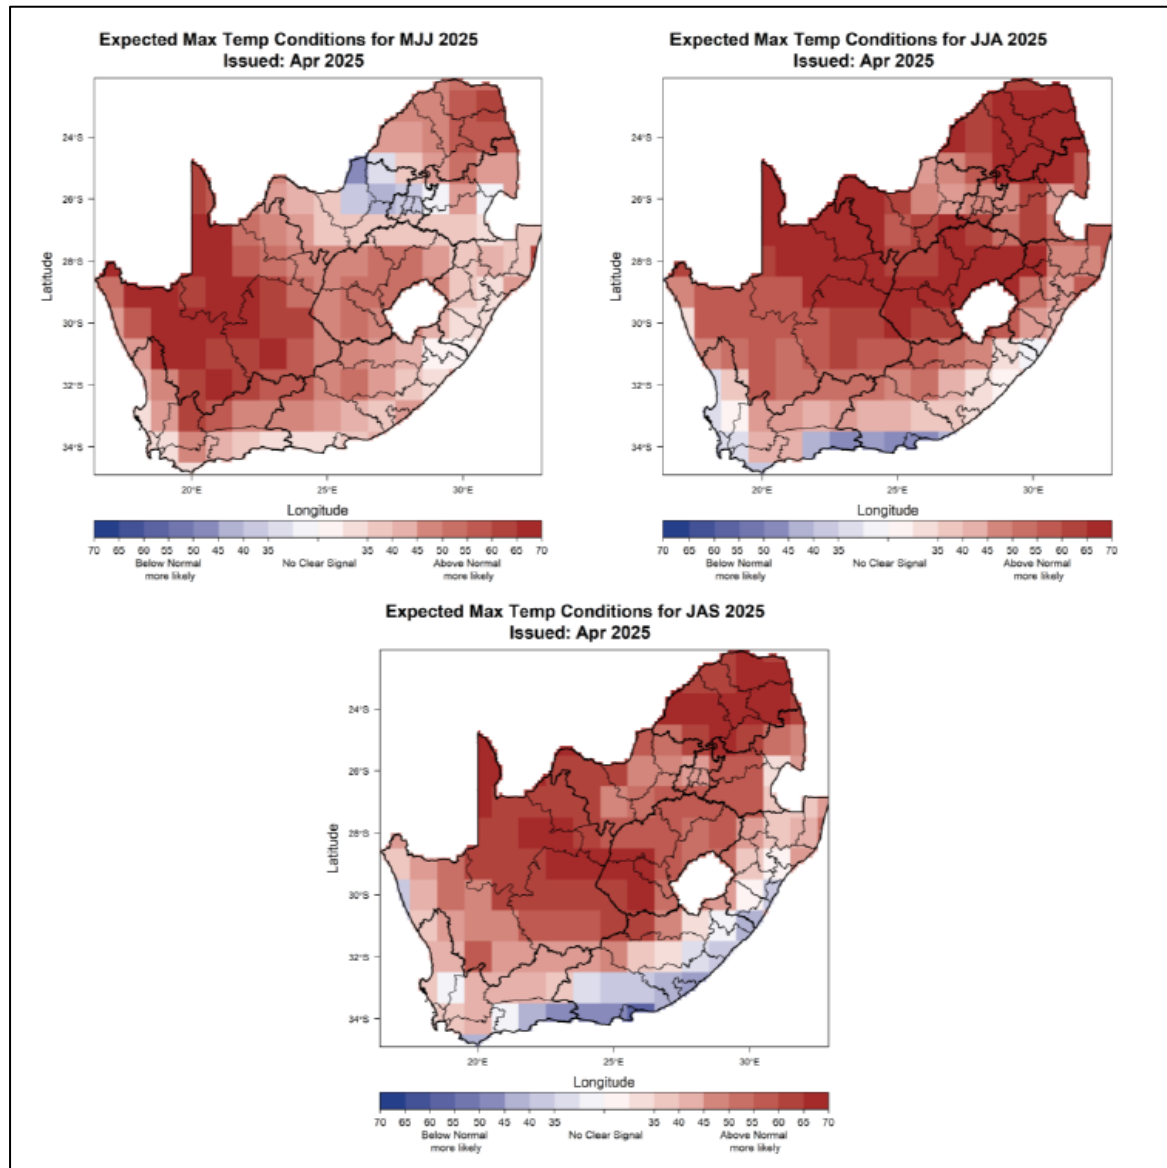 Expected Max Temp Conditions for MJJ 2025
Issued: Apr 2025
Latitude
24°S
26°S
28°S
30°S
32°S
34°S
20°E 25°E 30°E
Longitude
70 65 60 55 50 45 40 35 35 40 45 50 55 60 65 70
Below Normal No Clear Signal Above Normal
more likely more likely
Expected Max Temp Conditions for JJA 2025
Issued: Apr 2025
Latitude
24°S
26°S
28°S
30°S
32°S
34°S
20°E 25°E 30°E
Longitude
70 65 60 55 50 45 40 35 35 40 45 50 55 60 65 70
Below Normal No Clear Signal Above Normal
more likely more likely
Expected Max Temp Conditions for JAS 2025
Issued: Apr 2025
Latitude
24°S
26°S
28°S
30°S
32°S
34°S
20°E 25°E 30°E
Longitude
70 65 60 55 50 45 40 35 35 40 45 50 55 60 65 70
Below Normal No Clear Signal Above Normal
more likely more likely